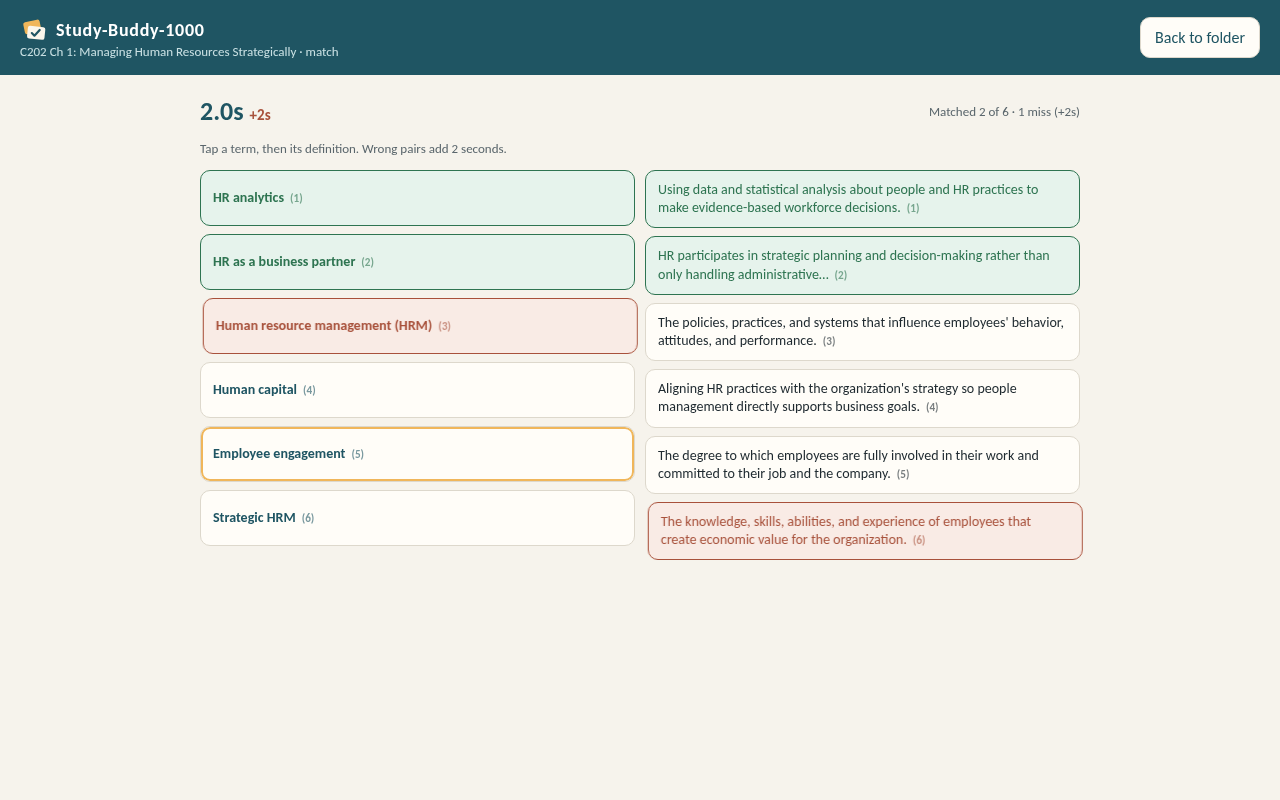 Study-Buddy-1000
C202 Ch 1: Managing Human Resources Strategically · match
Back to folder
2.0s +2s
Matched 2 of 6 · 1 miss (+2s)
Tap a term, then its definition. Wrong pairs add 2 seconds.
HR analytics (1)
HR as a business partner (2)
Human resource management (HRM) (3)
Human capital (4)
Employee engagement (5)
Strategic HRM (6)
Using data and statistical analysis about people and HR practices to
make evidence-based workforce decisions. (1)
HR participates in strategic planning and decision-making rather than
only handling administrative… (2)
The policies, practices, and systems that influence employees' behavior,
attitudes, and performance. (3)
Aligning HR practices with the organization's strategy so people
management directly supports business goals. (4)
The degree to which employees are fully involved in their work and
committed to their job and the company. (5)
The knowledge, skills, abilities, and experience of employees that
create economic value for the organization. (6)